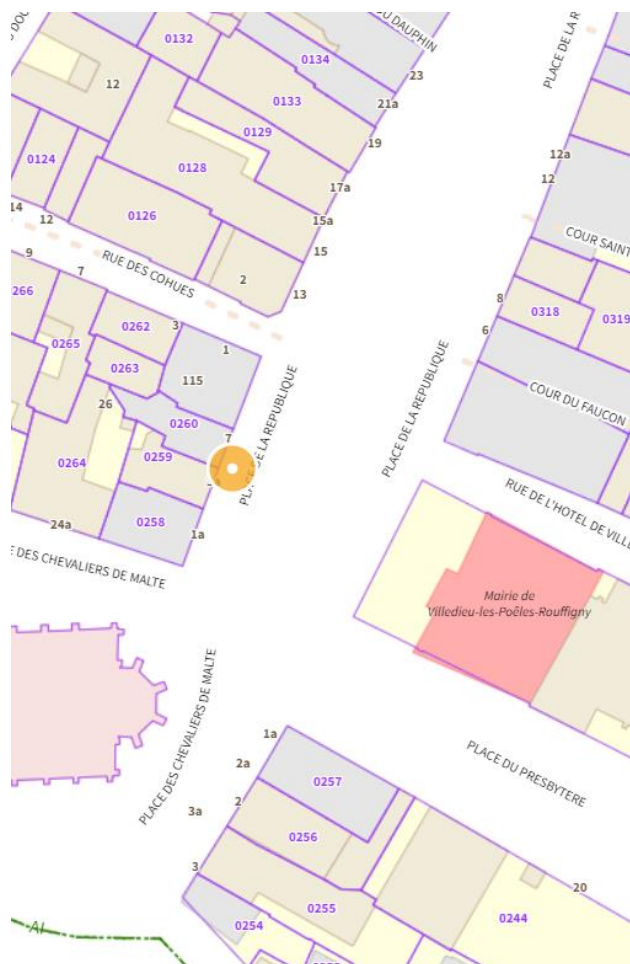 DU DAUPHIN
PLACE DE LA R
0132
0134
12
23
0133
21a
0129
19
0124
0128
12a
12
17a
0126
14
12
15a
COUR SAINT
9
7
RUE DES COHUES
2
15
13
8
0318
0319
266
0262
3
1
6
0265
0263
115
PLACE DE LA REPUBLIQUE
PLACE DE LA REPUBLIQUE
COUR DU FAUCON
26
0260
7
0264
0259
RUE DE L'HOTEL DE VILLE
0258
24a
1a
E DES CHEVALIERS DE MALTE
Mairie de
Villedieu-les-Poêles-Rouffigny
PLACE DES CHEVALIERS DE MALTE
1a
2a
0257
PLACE DU PRESBYTERE
3a
2
0256
3
20
0255
0254
0244
AI